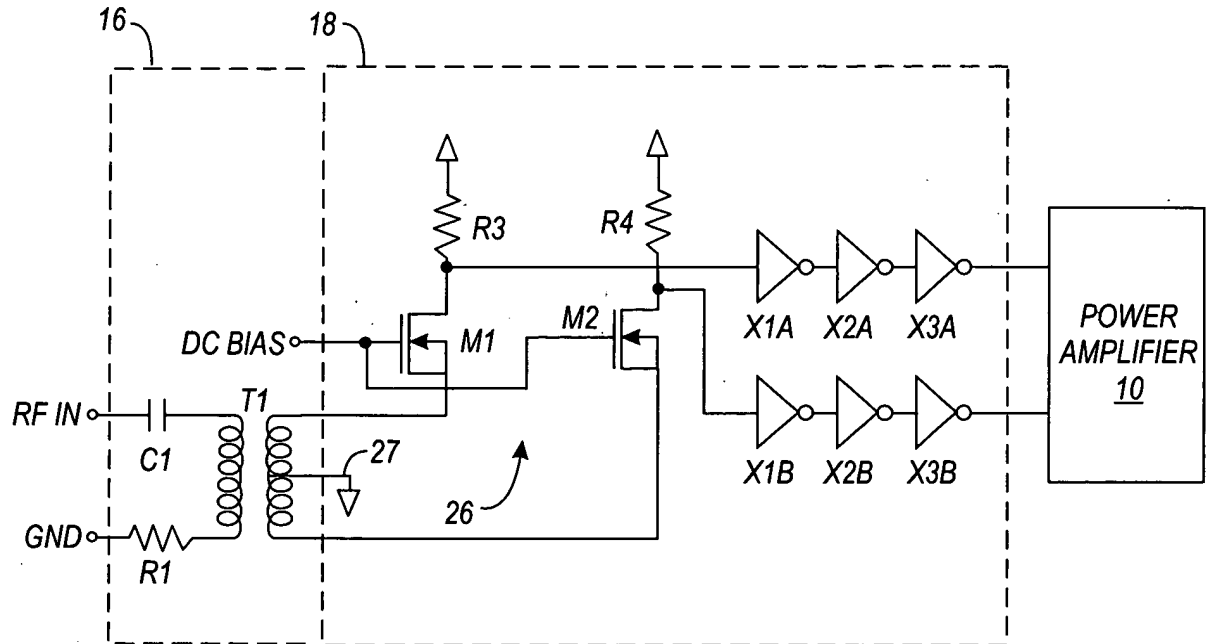 16
18
R3
R4
X1A
X2A
X3A
DC BIAS
M1
M2
POWER
AMPLIFIER
10
RF IN
C1
T1
27
26
X1B
X2B
X3B
GND
R1